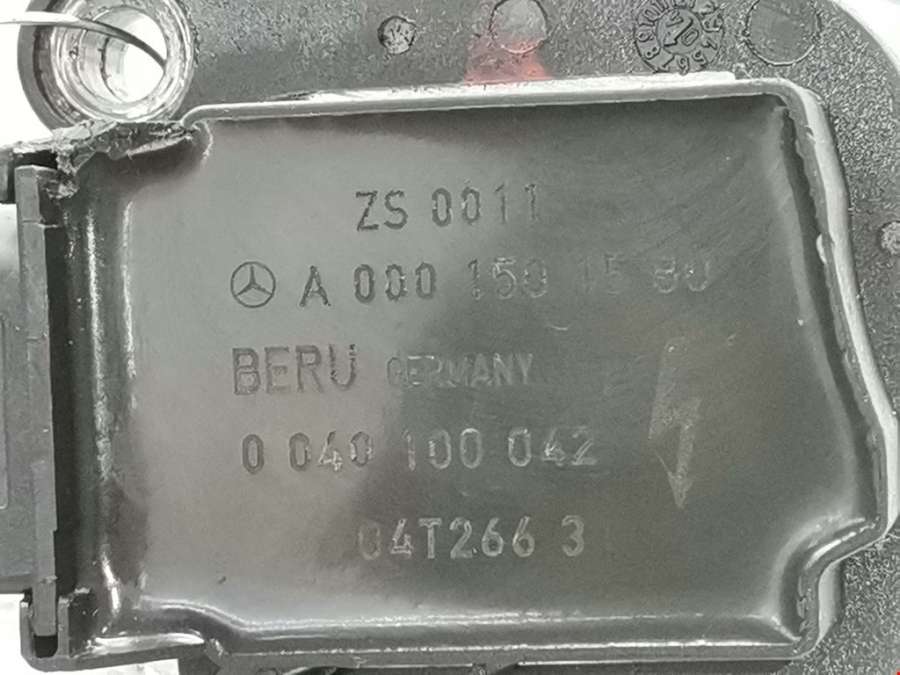 ZS 0011
A 000 150 15 80
BERU GERMANY
0 040 100 042
04T266 3